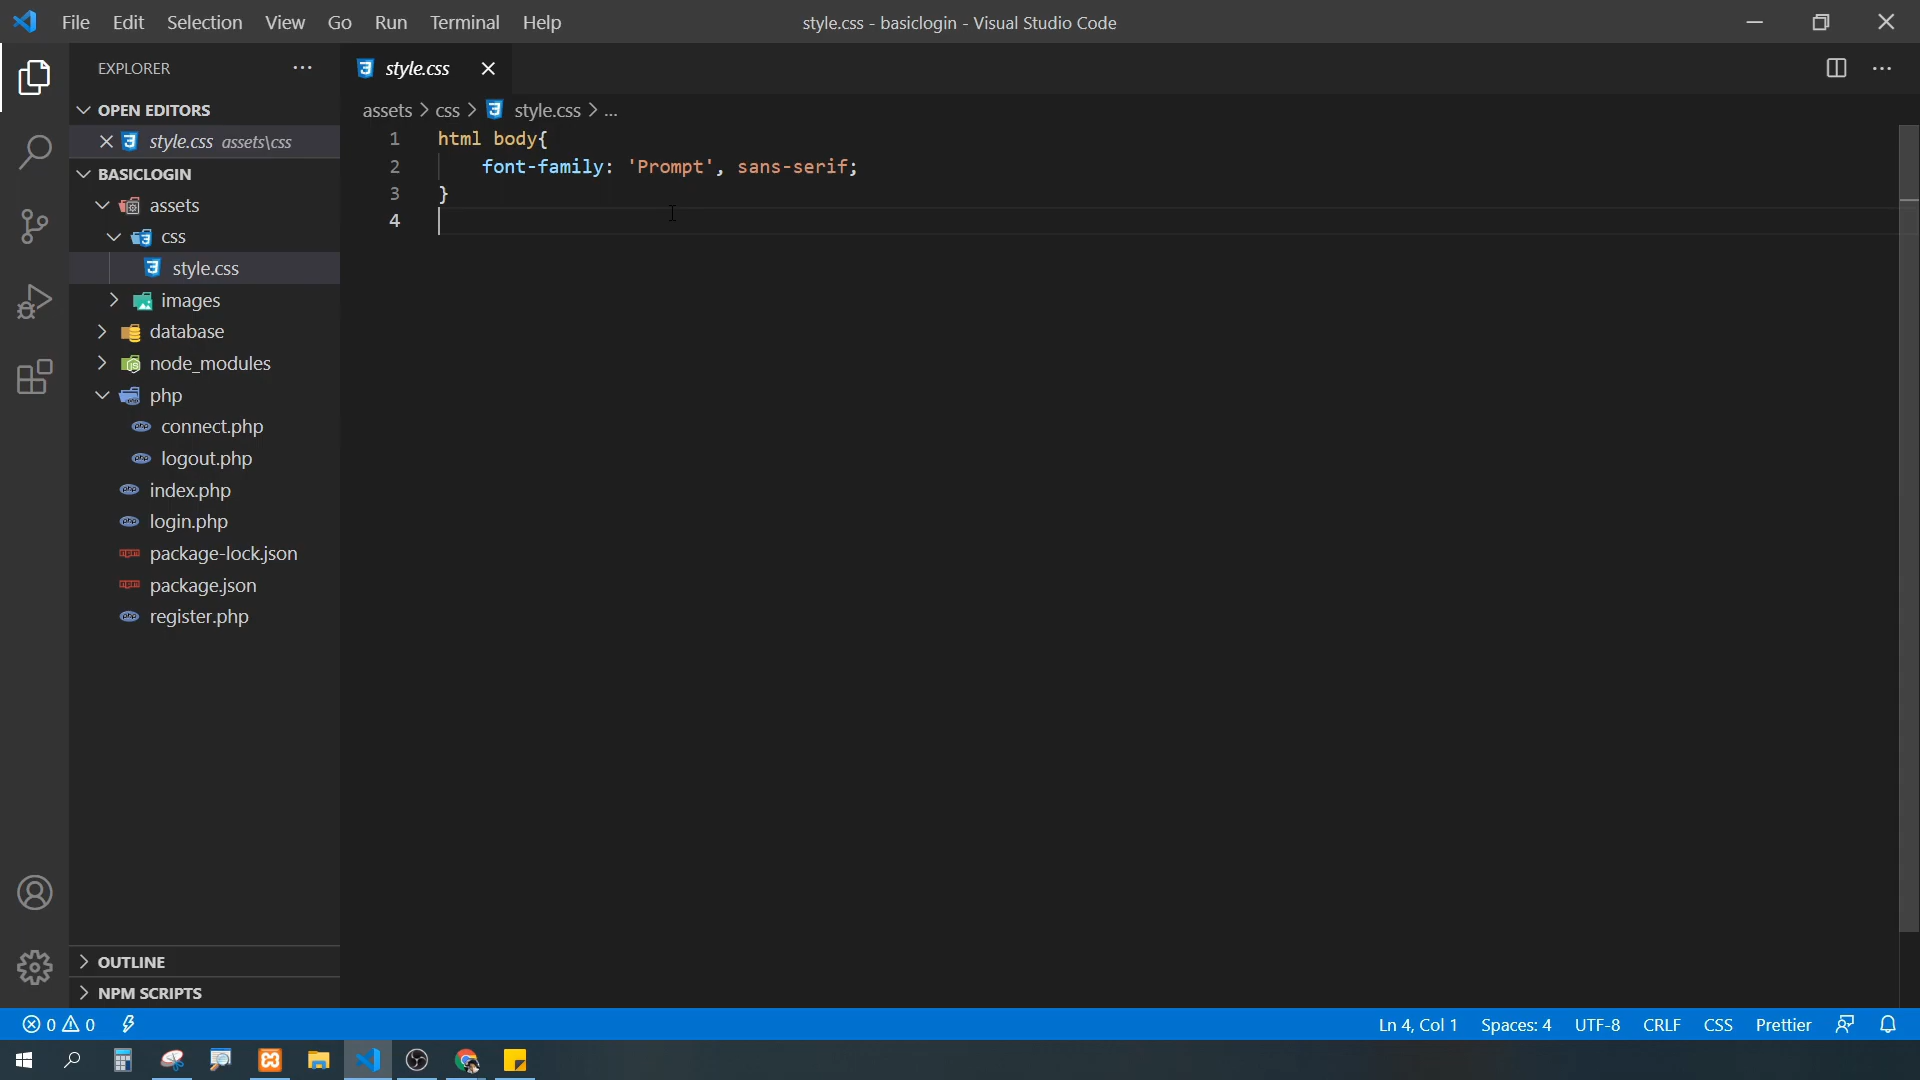 File Edit Selection View Go Run Terminal Help
style.css - basiclogin - Visual Studio Code
EXPLORER
OPEN EDITORS
style.css assets\css
BASICLOGIN
assets
css
style.css
images
database
node_modules
php
connect.php
logout.php
index.php
login.php
package-lock.json
package.json
register.php
OUTLINE
NPM SCRIPTS
style.css
assets > css > style.css > ...
1 html body{
2 font-family: 'Prompt', sans-serif;
3 }
4
0 0
Ln 4, Col 1 Spaces: 4 UTF-8 CRLF CSS Prettier